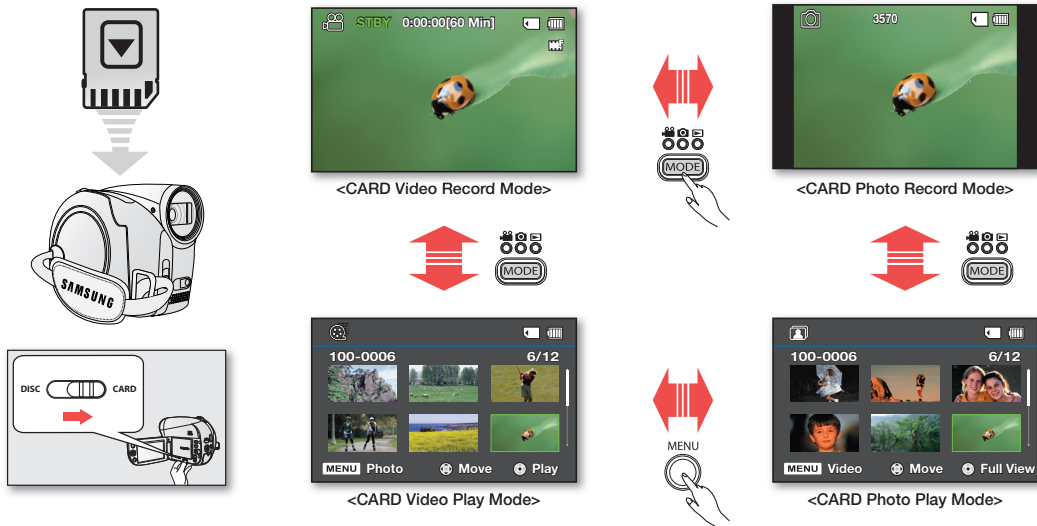 STBY 0:00:00[60 Min]
3570
MODE
<CARD Video Record Mode>
<CARD Photo Record Mode>
SAMSUNG
MODE
MODE
100-0006 6/12
100-0006 6/12
DISC CARD
MENU
MENU Photo Move Play
MENU Video Move Full View
<CARD Video Play Mode>
<CARD Photo Play Mode>